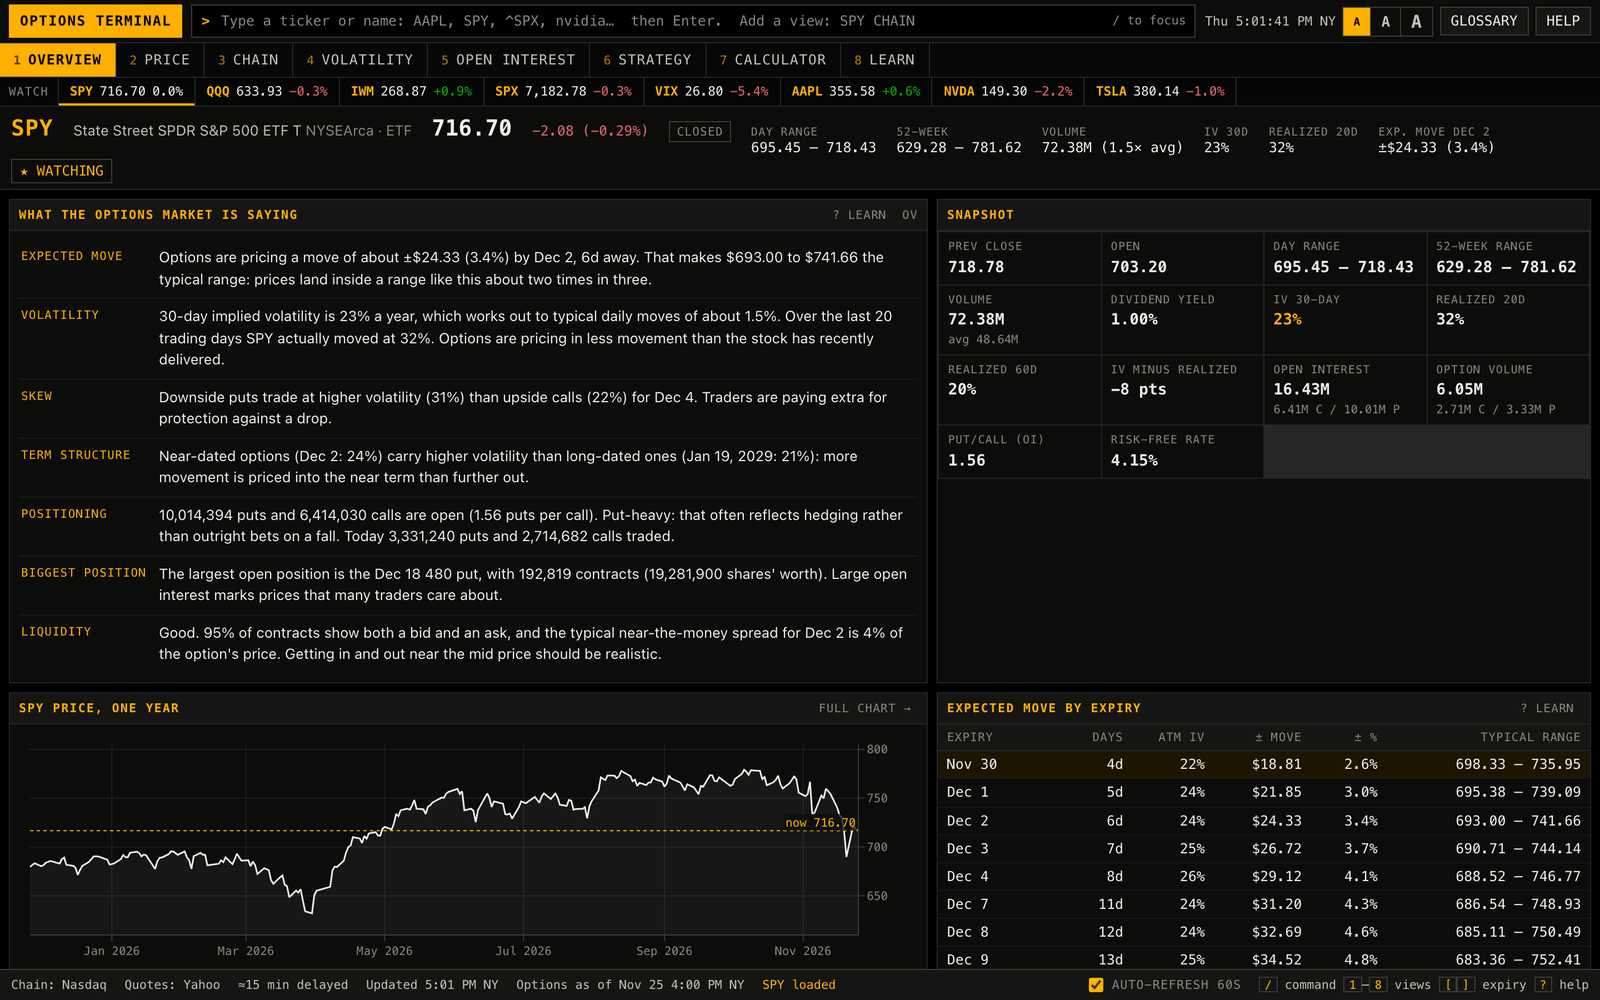 OPTIONS TERMINAL
> Type a ticker or name: AAPL, SPY, ^SPX, nvidia… then Enter. Add a view: SPY CHAIN / to focus
Thu 5:01:41 PM NY A A A GLOSSARY HELP
1 OVERVIEW 2 PRICE 3 CHAIN 4 VOLATILITY 5 OPEN INTEREST 6 STRATEGY 7 CALCULATOR 8 LEARN
WATCH SPY 716.70 0.0% QQQ 633.93 −0.3% IWM 268.87 +0.9% SPX 7,182.78 −0.3% VIX 26.80 −5.4% AAPL 355.58 +0.6% NVDA 149.30 −2.2% TSLA 380.14 −1.0%
SPY State Street SPDR S&P 500 ETF T NYSEArca · ETF 716.70 −2.08 (−0.29%) CLOSED
DAY RANGE 52-WEEK VOLUME IV 30D REALIZED 20D EXP. MOVE DEC 2
695.45 – 718.43 629.28 – 781.62 72.38M (1.5× avg) 23% 32% ±$24.33 (3.4%)
★ WATCHING
WHAT THE OPTIONS MARKET IS SAYING ? LEARN OV
EXPECTED MOVE
Options are pricing a move of about ±$24.33 (3.4%) by Dec 2, 6d away. That makes $693.00 to $741.66 the
typical range: prices land inside a range like this about two times in three.
VOLATILITY
30-day implied volatility is 23% a year, which works out to typical daily moves of about 1.5%. Over the last 20
trading days SPY actually moved at 32%. Options are pricing in less movement than the stock has recently
delivered.
SKEW
Downside puts trade at higher volatility (31%) than upside calls (22%) for Dec 4. Traders are paying extra for
protection against a drop.
TERM STRUCTURE
Near-dated options (Dec 2: 24%) carry higher volatility than long-dated ones (Jan 19, 2029: 21%): more
movement is priced into the near term than further out.
POSITIONING
10,014,394 puts and 6,414,030 calls are open (1.56 puts per call). Put-heavy: that often reflects hedging rather
than outright bets on a fall. Today 3,331,240 puts and 2,714,682 calls traded.
BIGGEST POSITION
The largest open position is the Dec 18 480 put, with 192,819 contracts (19,281,900 shares' worth). Large open
interest marks prices that many traders care about.
LIQUIDITY
Good. 95% of contracts show both a bid and an ask, and the typical near-the-money spread for Dec 2 is 4% of
the option's price. Getting in and out near the mid price should be realistic.
SNAPSHOT
PREV CLOSE OPEN DAY RANGE 52-WEEK RANGE
718.78 703.20 695.45 – 718.43 629.28 – 781.62
VOLUME DIVIDEND YIELD IV 30-DAY REALIZED 20D
72.38M 1.00% 23% 32%
avg 48.64M
REALIZED 60D IV MINUS REALIZED OPEN INTEREST OPTION VOLUME
20% −8 pts 16.43M 6.05M
6.41M C / 10.01M P 2.71M C / 3.33M P
PUT/CALL (OI) RISK-FREE RATE
1.56 4.15%
SPY PRICE, ONE YEAR FULL CHART →
800
750
now 716.70
700
650
Jan 2026 Mar 2026 May 2026 Jul 2026 Sep 2026 Nov 2026
EXPECTED MOVE BY EXPIRY ? LEARN
EXPIRY DAYS ATM IV ± MOVE ± % TYPICAL RANGE
Nov 30 4d 22% $18.81 2.6% 698.33 – 735.95
Dec 1 5d 24% $21.85 3.0% 695.38 – 739.09
Dec 2 6d 24% $24.33 3.4% 693.00 – 741.66
Dec 3 7d 25% $26.72 3.7% 690.71 – 744.14
Dec 4 8d 26% $29.12 4.1% 688.52 – 746.77
Dec 7 11d 24% $31.20 4.3% 686.54 – 748.93
Dec 8 12d 24% $32.69 4.6% 685.11 – 750.49
Dec 9 13d 25% $34.52 4.8% 683.36 – 752.41
Chain: Nasdaq Quotes: Yahoo ≈15 min delayed Updated 5:01 PM NY Options as of Nov 25 4:00 PM NY SPY loaded AUTO-REFRESH 60S / command 1–8 views [ ] expiry ? help